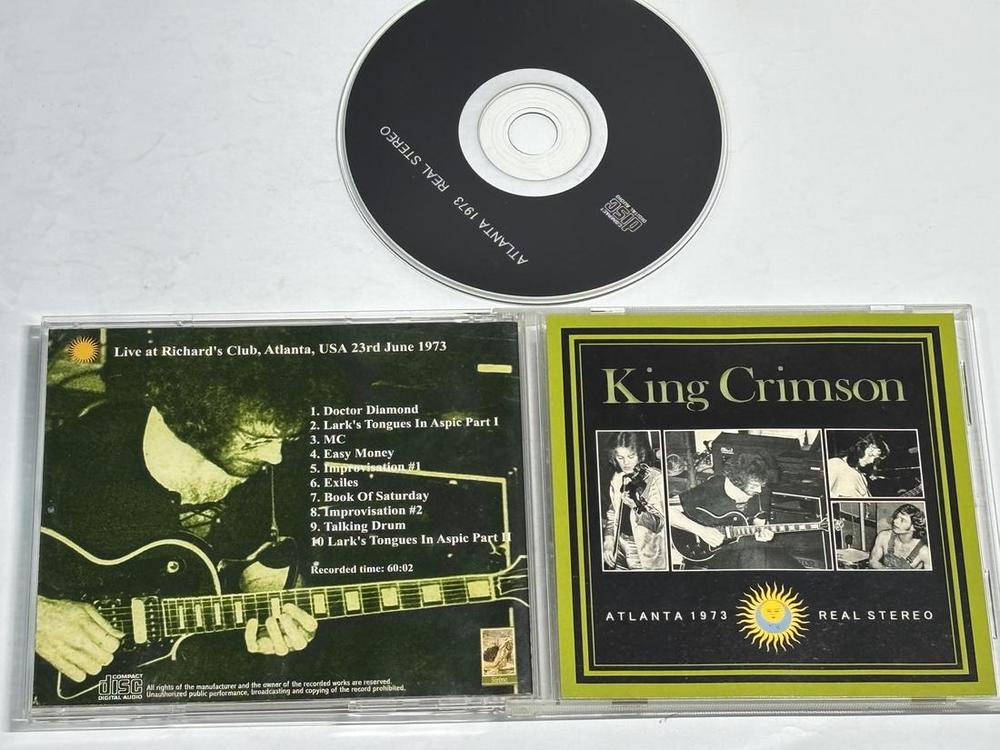 ATLANTA 1973 REAL STEREO
COMPACT
disc
DIGITAL AUDIO
Live at Richard's Club, Atlanta, USA 23rd June 1973
1. Doctor Diamond
2. Lark's Tongues In Aspic Part I
3. MC
4. Easy Money
5. Improvisation #1
6. Exiles
7. Book Of Saturday
8. Improvisation #2
9. Talking Drum
10 Lark's Tongues In Aspic Part II
Recorded time: 60:02
COMPACT
disc
DIGITAL AUDIO
All rights of the manufacturer and the owner of the recorded works are reserved.
Unauthorized public performance, broadcasting and copying of the record prohibited.
King Crimson
ATLANTA 1973 REAL STEREO